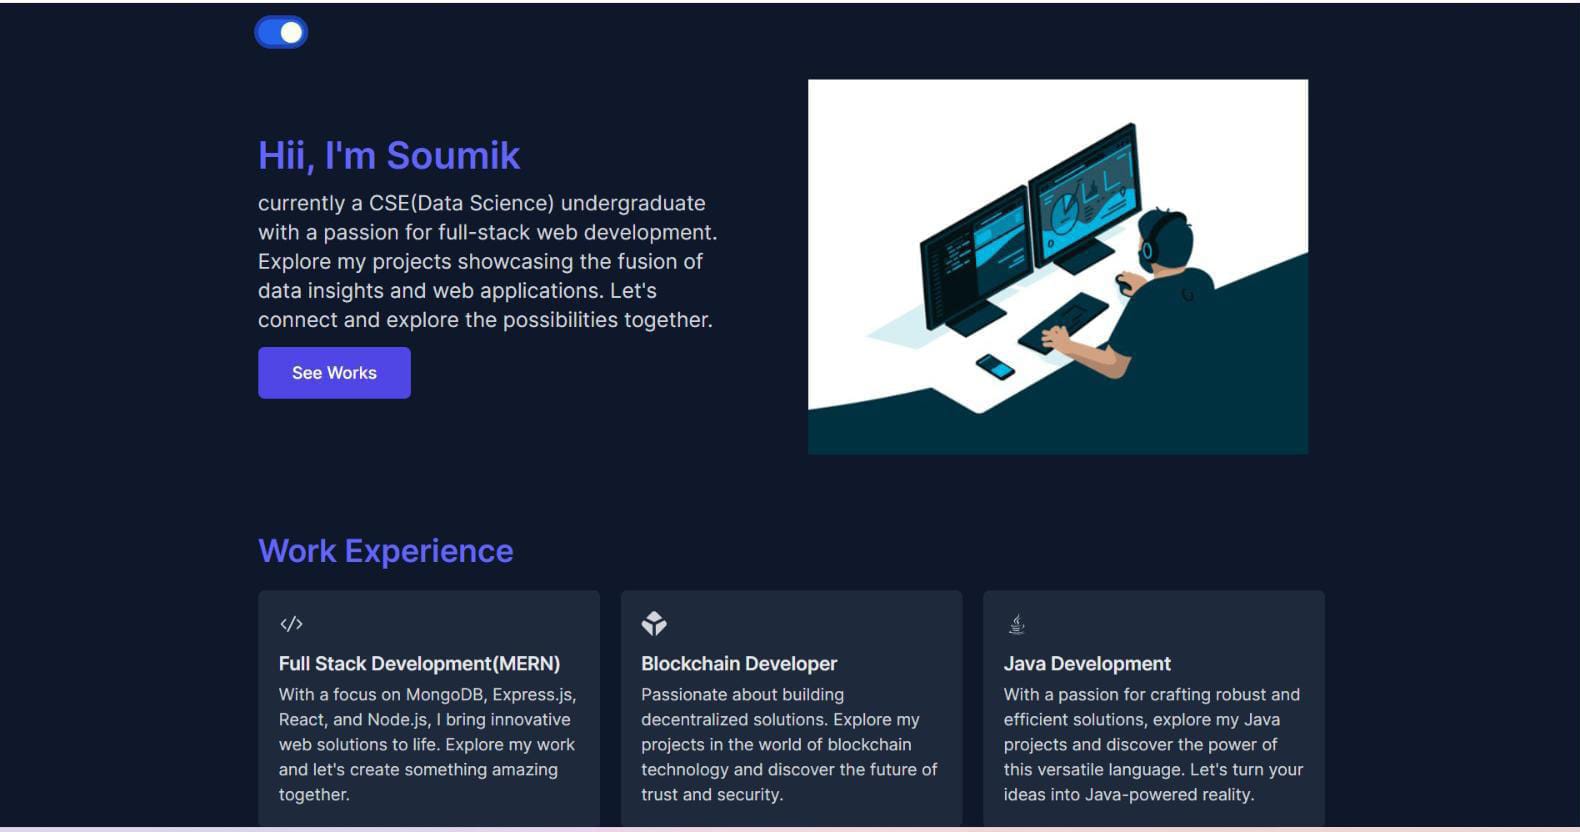 Hii, I'm Soumik
currently a CSE(Data Science) undergraduate
with a passion for full-stack web development.
Explore my projects showcasing the fusion of
data insights and web applications. Let's
connect and explore the possibilities together.
See Works
Work Experience
Full Stack Development(MERN)
With a focus on MongoDB, Express.js,
React, and Node.js, I bring innovative
web solutions to life. Explore my work
and let's create something amazing
together.
Blockchain Developer
Passionate about building
decentralized solutions. Explore my
projects in the world of blockchain
technology and discover the future of
trust and security.
Java Development
With a passion for crafting robust and
efficient solutions, explore my Java
projects and discover the power of
this versatile language. Let's turn your
ideas into Java-powered reality.